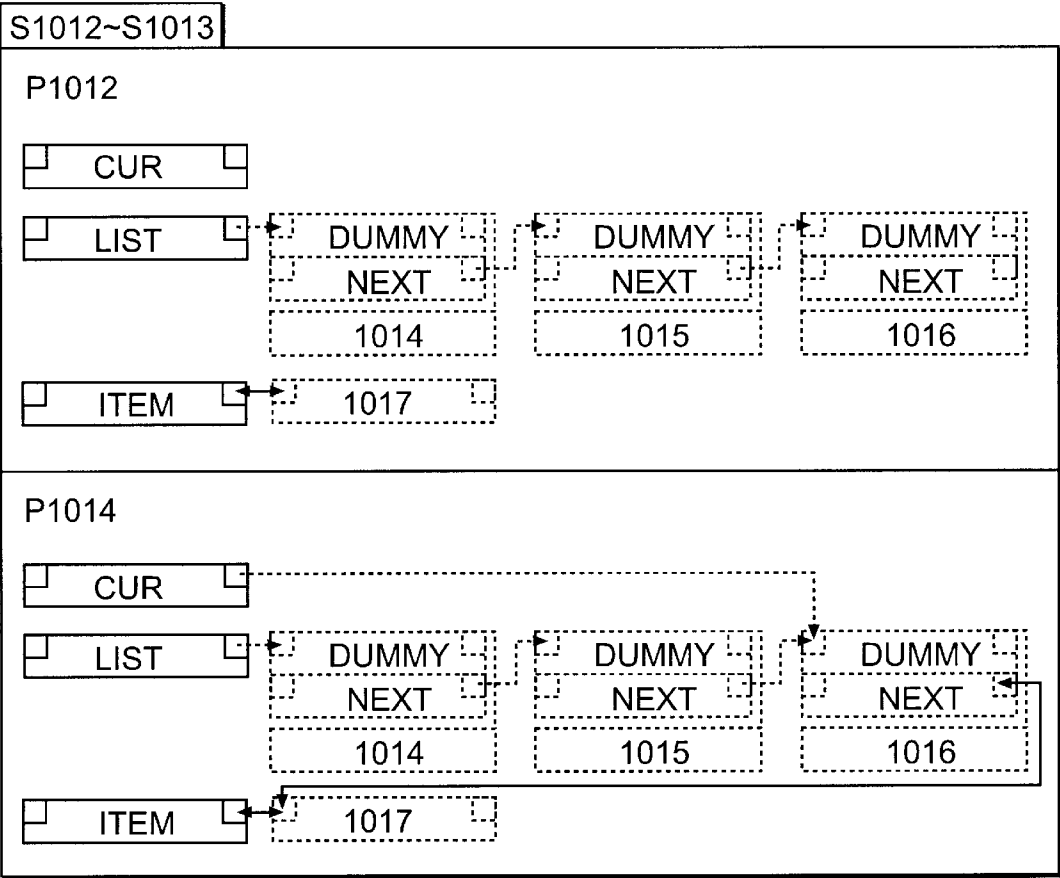 S1012~S1013
P1012
CUR
LIST DUMMY DUMMY DUMMY
NEXT NEXT NEXT
1014 1015 1016
ITEM 1017
P1014
CUR
LIST DUMMY DUMMY DUMMY
NEXT NEXT NEXT
1014 1015 1016
ITEM 1017